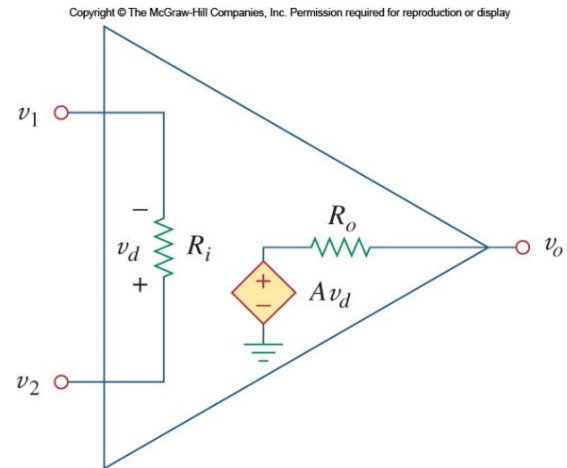 Copyright © The McGraw-Hill Companies, Inc. Permission required for reproduction or display
v1
−
vd
+
Ri
Ro
vo
+
−
Avd
v2